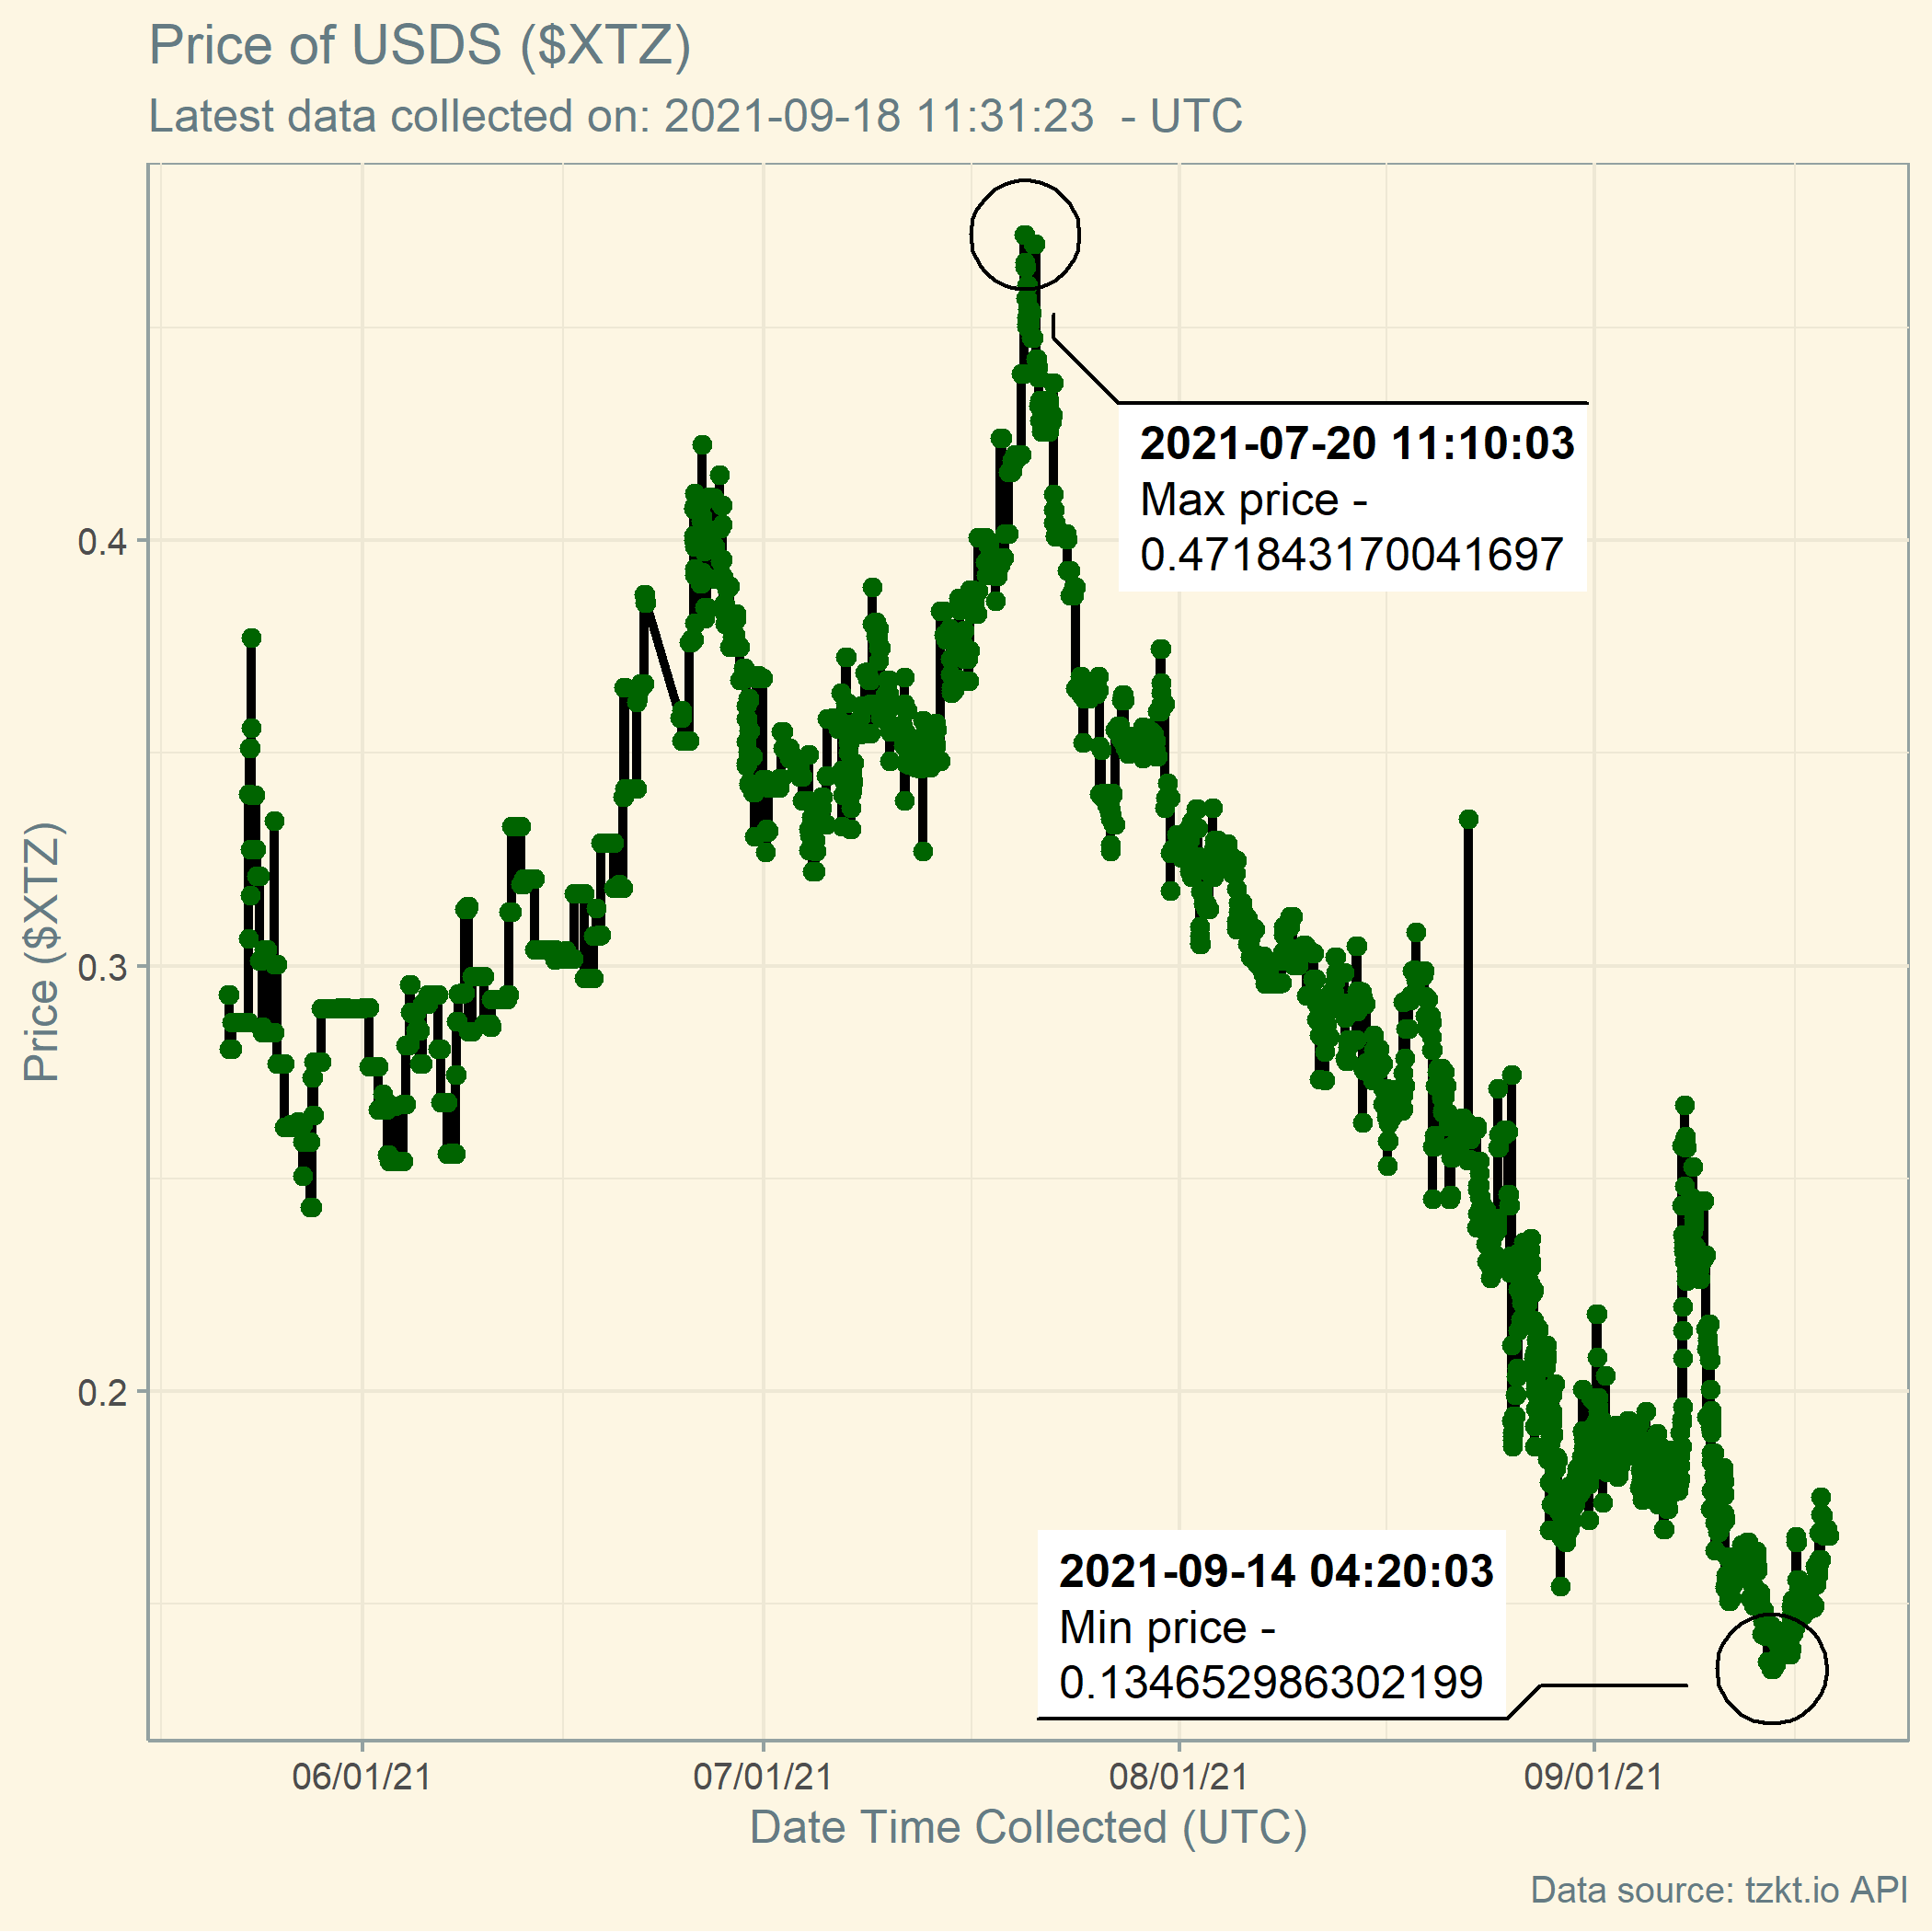 Price of USDS ($XTZ)
Latest data collected on: 2021-09-18 11:31:23  - UTC
Price ($XTZ)
0.4
0.3
0.2
2021-07-20 11:10:03
Max price -
0.471843170041697
2021-09-14 04:20:03
Min price -
0.134652986302199
06/01/21
07/01/21
08/01/21
09/01/21
Date Time Collected (UTC)
Data source: tzkt.io API